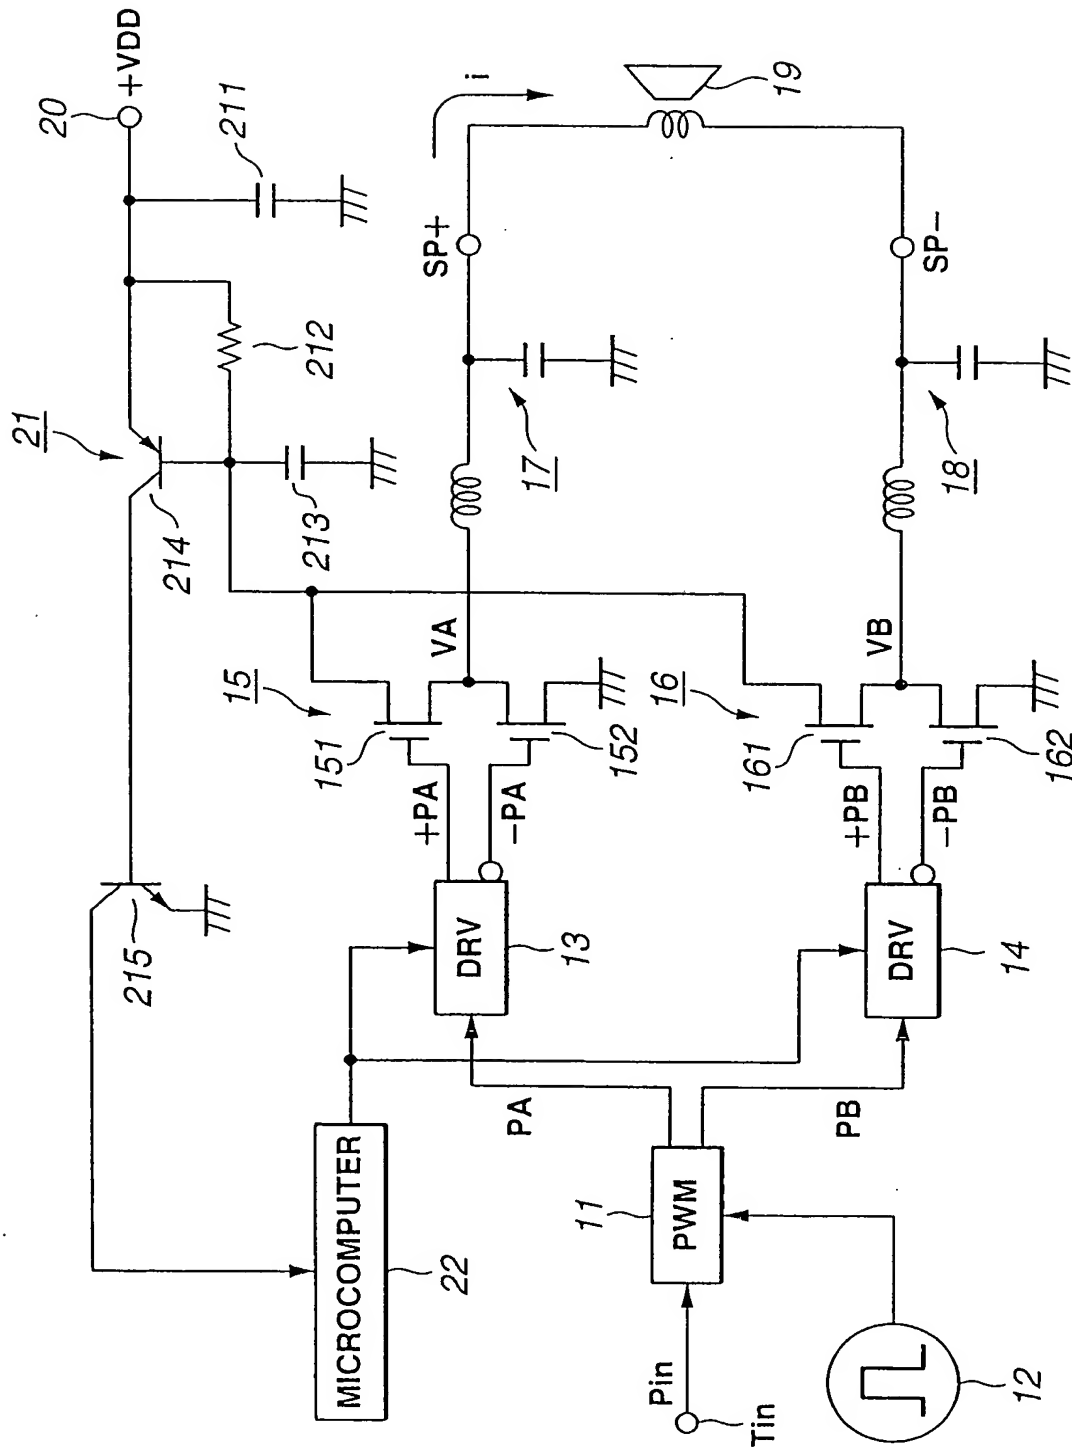 20
+VDD
211
21
212
214
213
215
MICROCOMPUTER
22
SP+
i
19
17
SP−
18
15
VA
151
152
+PA
−PA
DRV
13
16
VB
161
162
+PB
−PB
DRV
14
PA
PB
11
PWM
Pin
Tin
12